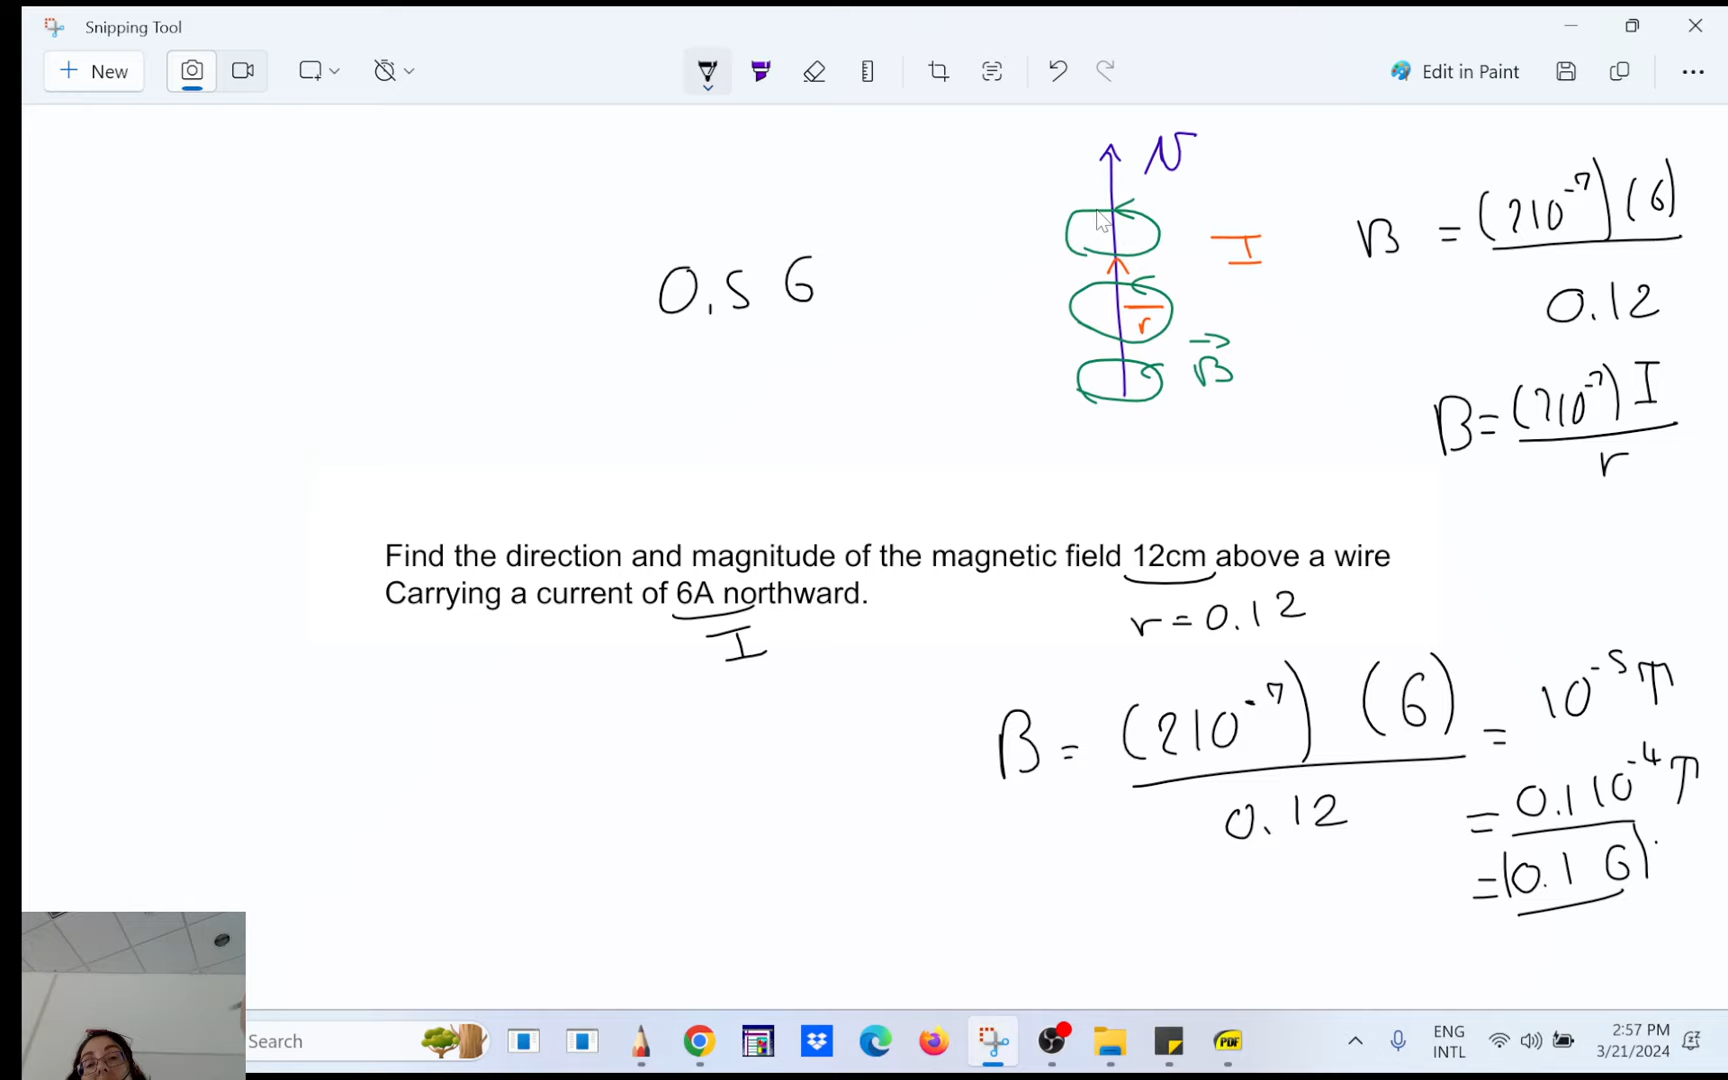 Snipping Tool
New
Edit in Paint
N
0.5 G
I
r
B
B = (2 10^-7) (6)
0.12
B = (2 10^-7) I
r
Find the direction and magnitude of the magnetic field 12cm above a wire
Carrying a current of 6A northward.
I
r = 0.12
B = (2 10^-7) (6) = 10^-5 T
0.12
= 0.1 10^-4 T
= 0.1 G
Search
PDF
ENG
INTL
2:57 PM
3/21/2024